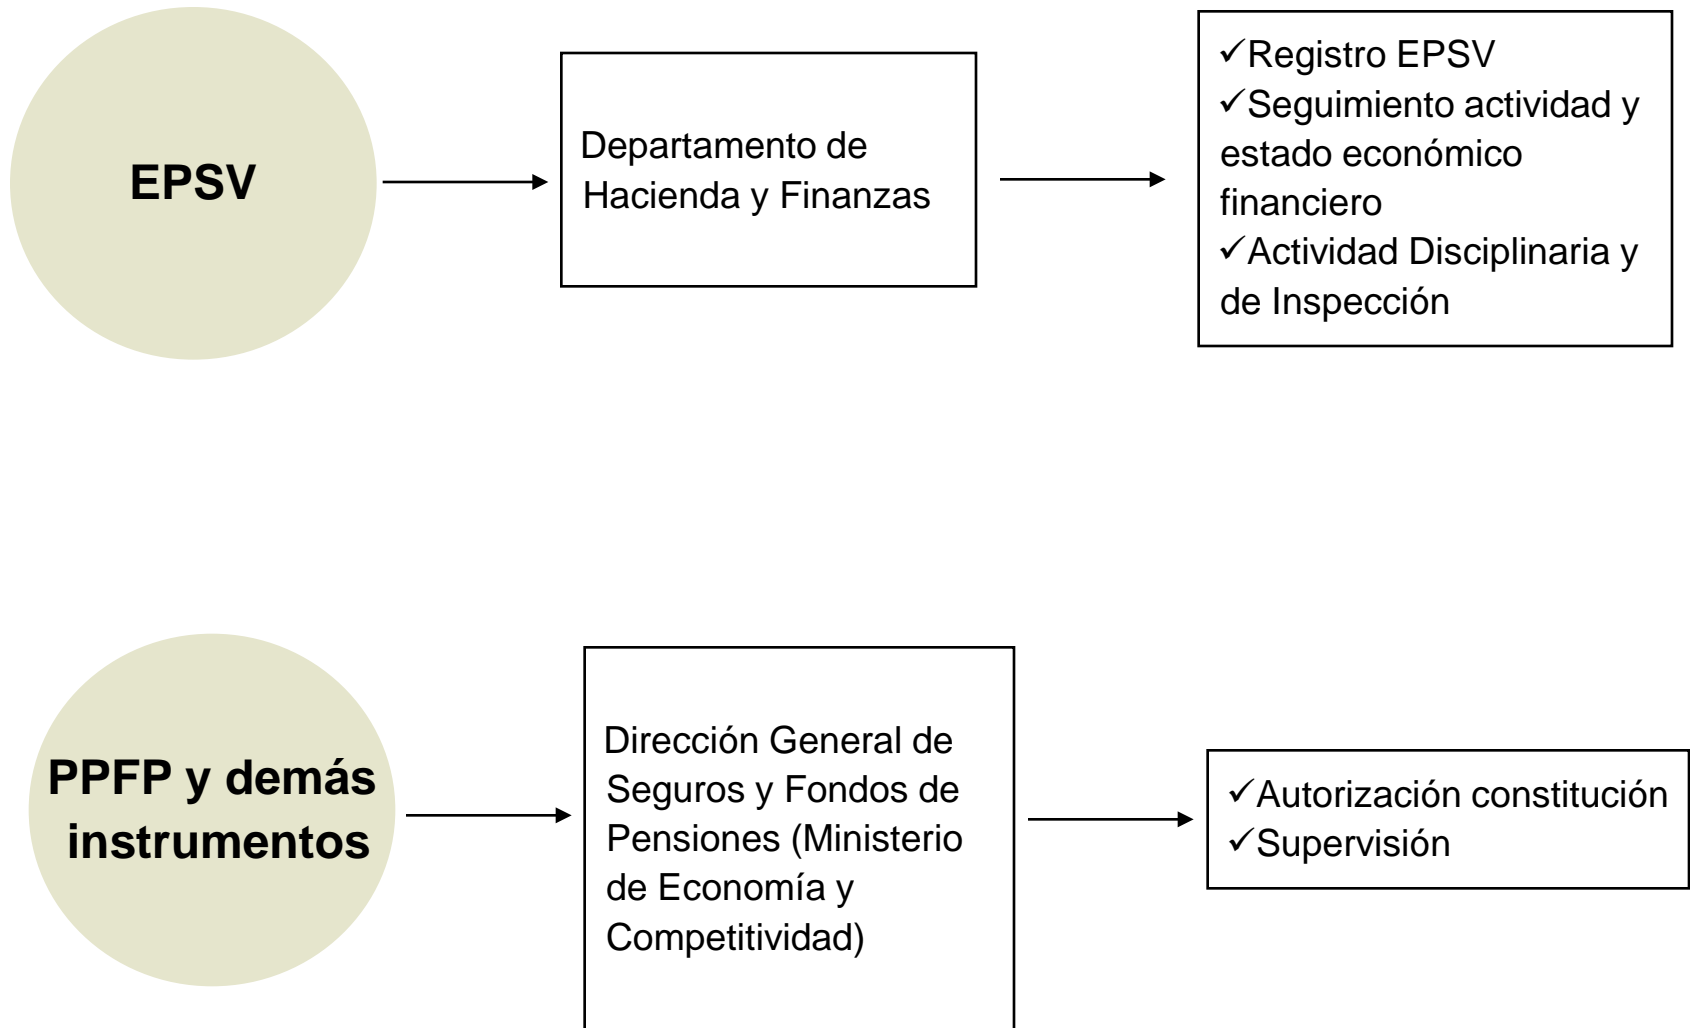 EPSV
Departamento de
Hacienda y Finanzas
✓Registro EPSV
✓Seguimiento actividad y
estado económico
financiero
✓Actividad Disciplinaria y
de Inspección
PPFP y demás
instrumentos
Dirección General de
Seguros y Fondos de
Pensiones (Ministerio
de Economía y
Competitividad)
✓Autorización constitución
✓Supervisión